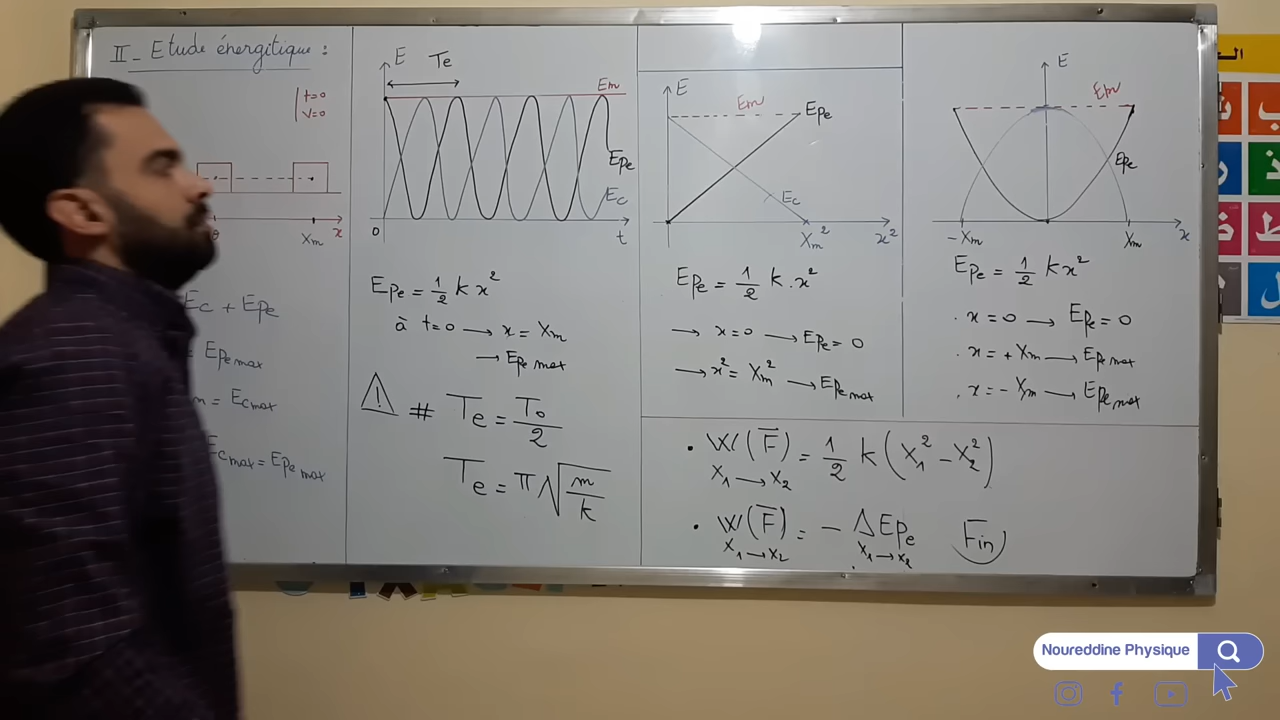 II - Etude énergitique :
t=0
V=0
Xm
x
Ec + Epe
Epe max
= Ec max
Ec max = Epe max
E
Te
Em
Epe
Ec
0
t
Epe = 1/2 k x²
à t=0 → x = Xm
→ Epe max
⚠ # Te = T0/2
Te = π√(m/k)
E
Em
Epe
Ec
Xm²
x²
Epe = 1/2 k . x²
→ x=0 → Epe = 0
→ x² = Xm² → Epe max
E
Em
Epe
-Xm
Xm
x
Epe = 1/2 k x²
. x = 0 → Epe = 0
. x = + Xm → Epe max
. x = - Xm → Epe max
• W(F) = 1/2 k (X1² - X2²)
X1 → X2
• W(F) = - ΔEpe
X1 → X2 X1 → X2
Fin
ب
ذ
ظ
ل
Noureddine Physique